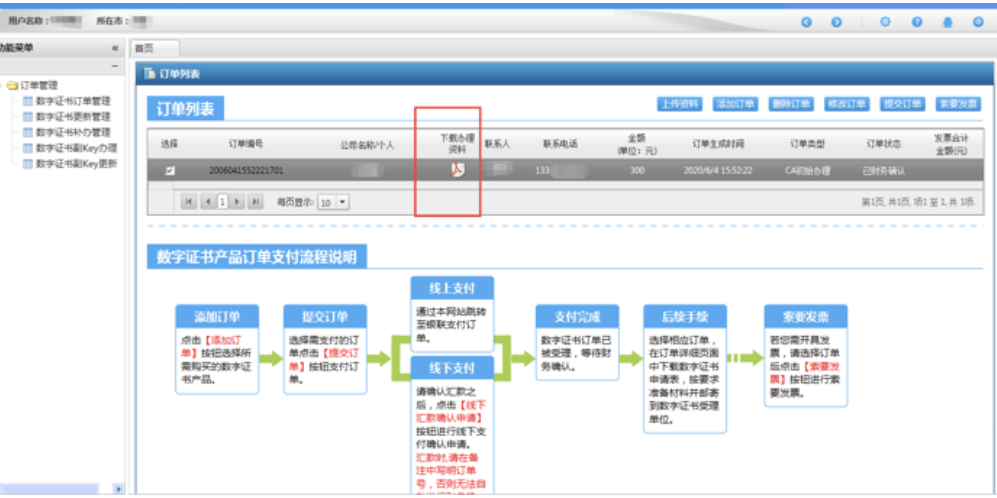 用户名称：
所在市：
功能菜单
«
首页
订单管理
数字证书订单管理
数字证书更新管理
数字证书补办管理
数字证书副Key办理
数字证书副Key更新
订单列表
订单列表
上传资料
添加订单
删除订单
修改订单
提交订单
索要发票
选择
订单编号
公司名称/个人
下载办理
资料
联系人
联系电话
金额
(单位：元)
订单生成时间
订单类型
订单状态
发票合计
金额(元)
2006041552221701
133
300
2020/6/4 15:52:22
CA初始办理
已财务确认
1
每页显示:
10
第1页, 共1页, 项1 至 1, 共 1项.
数字证书产品订单支付流程说明
添加订单
点击【添加订
单】按钮选择所
需购买的数字证
书产品。
提交订单
选择需支付的订
单点击【提交订
单】按钮支付订
单。
线上支付
通过本网站跳转
至银联支付订
单。
线下支付
请确认汇款之
后，点击【线下
汇款确认申请】
按钮进行线下支
付确认申请。
汇款时,请在备
注中写明订单
号，否则无法自
支付完成
数字证书订单已
被受理，等待财
务确认。
后续手续
选择相应订单，
在订单详细页面
中下载数字证书
申请表，按要求
准备材料并邮寄
到数字证书受理
单位。
索要发票
若您需开具发
票，请选择订单
后点击【索要发
票】按钮进行索
要发票。